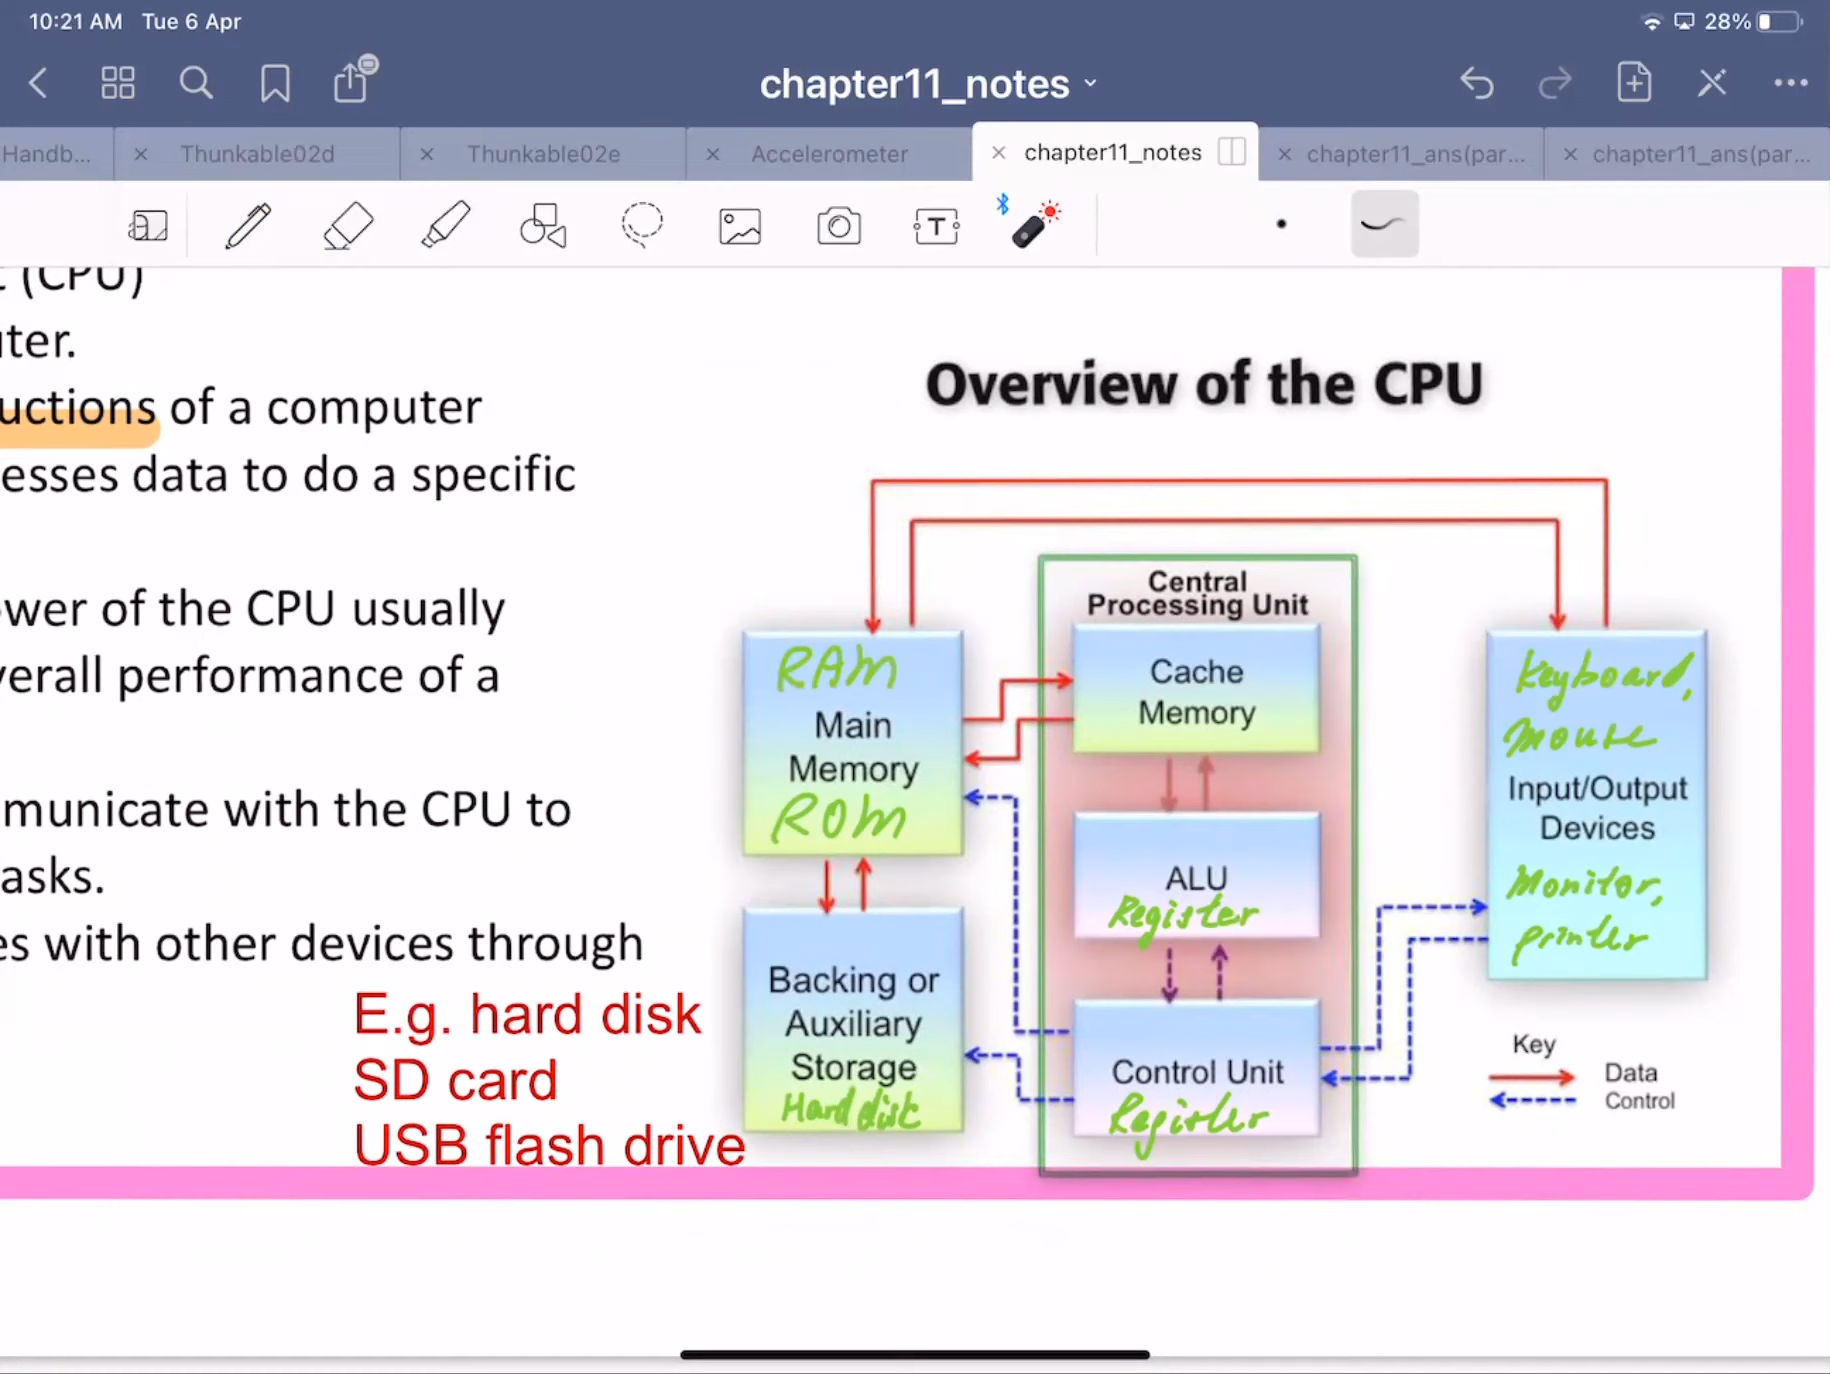 10:21 AM Tue 6 Apr
28%
chapter11_notes
Handb...
Thunkable02d
Thunkable02e
Accelerometer
chapter11_notes
chapter11_ans(par...
chapter11_ans(par...
T
(CPU)
uter.
uctions of a computer
esses data to do a specific
wer of the CPU usually
verall performance of a
municate with the CPU to
asks.
es with other devices through
E.g. hard disk
SD card
USB flash drive
Overview of the CPU
Central
Processing Unit
RAM
Main
Memory
ROM
Cache
Memory
Keyboard,
mouse
Input/Output
Devices
Monitor,
printer
ALU
Register
Backing or
Auxiliary
Storage
Hard disk
Control Unit
Register
Key
Data
Control